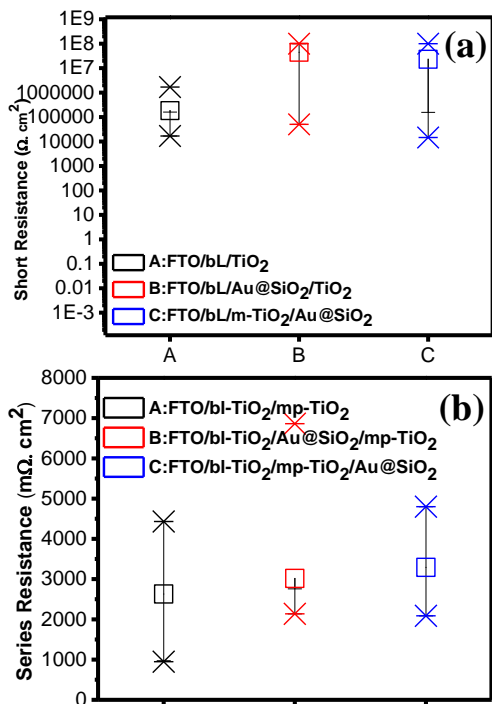 (a)
Short Resistance (Ω. cm²)
1E9
1E8
1E7
1000000
100000
10000
1000
100
10
1
0.1
0.01
1E-3
A:FTO/bL/TiO₂
B:FTO/bL/Au@SiO₂/TiO₂
C:FTO/bL/m-TiO₂/Au@SiO₂
A B C
(b)
Series Resistance (mΩ. cm²)
8000
7000
6000
5000
4000
3000
2000
1000
0
A:FTO/bl-TiO₂/mp-TiO₂
B:FTO/bl-TiO₂/Au@SiO₂/mp-TiO₂
C:FTO/bl-TiO₂/mp-TiO₂/Au@SiO₂